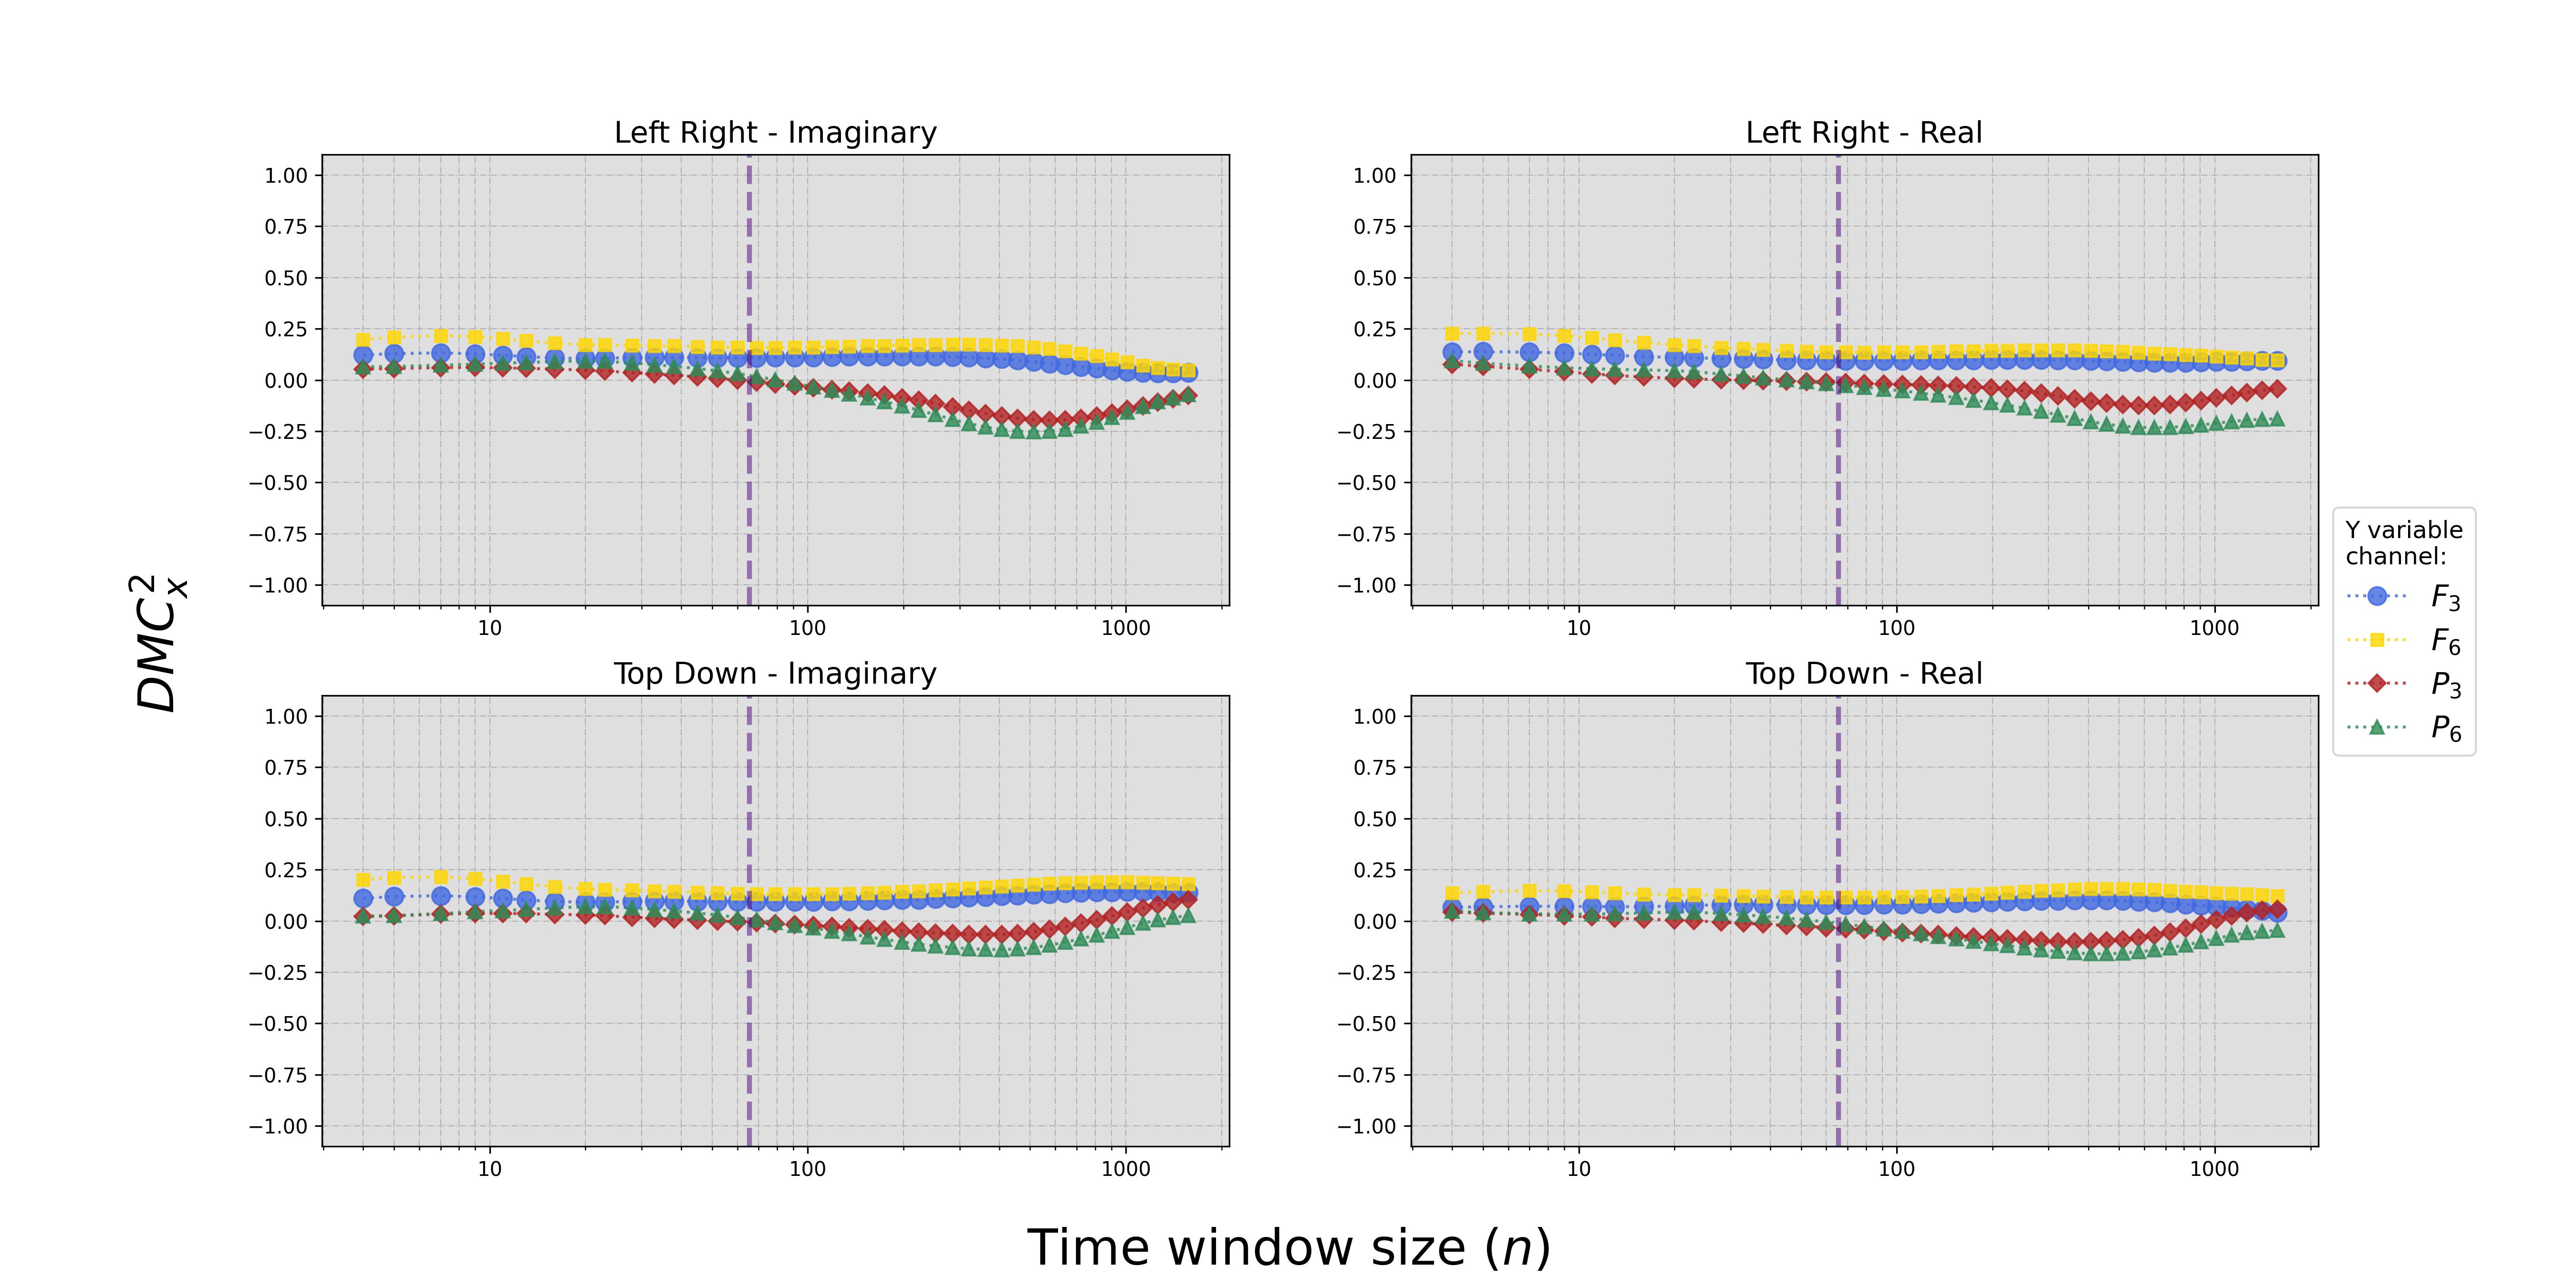 Left Right - Imaginary
1.00
0.75
0.50
0.25
0.00
−0.25
−0.50
−0.75
−1.00
10 100 1000
Left Right - Real
1.00
0.75
0.50
0.25
0.00
−0.25
−0.50
−0.75
−1.00
10 100 1000
Top Down - Imaginary
1.00
0.75
0.50
0.25
0.00
−0.25
−0.50
−0.75
−1.00
10 100 1000
Top Down - Real
1.00
0.75
0.50
0.25
0.00
−0.25
−0.50
−0.75
−1.00
10 100 1000
Y variable
channel:
F₃
F₆
P₃
P₆
DMC²ₓ
Time window size (n)